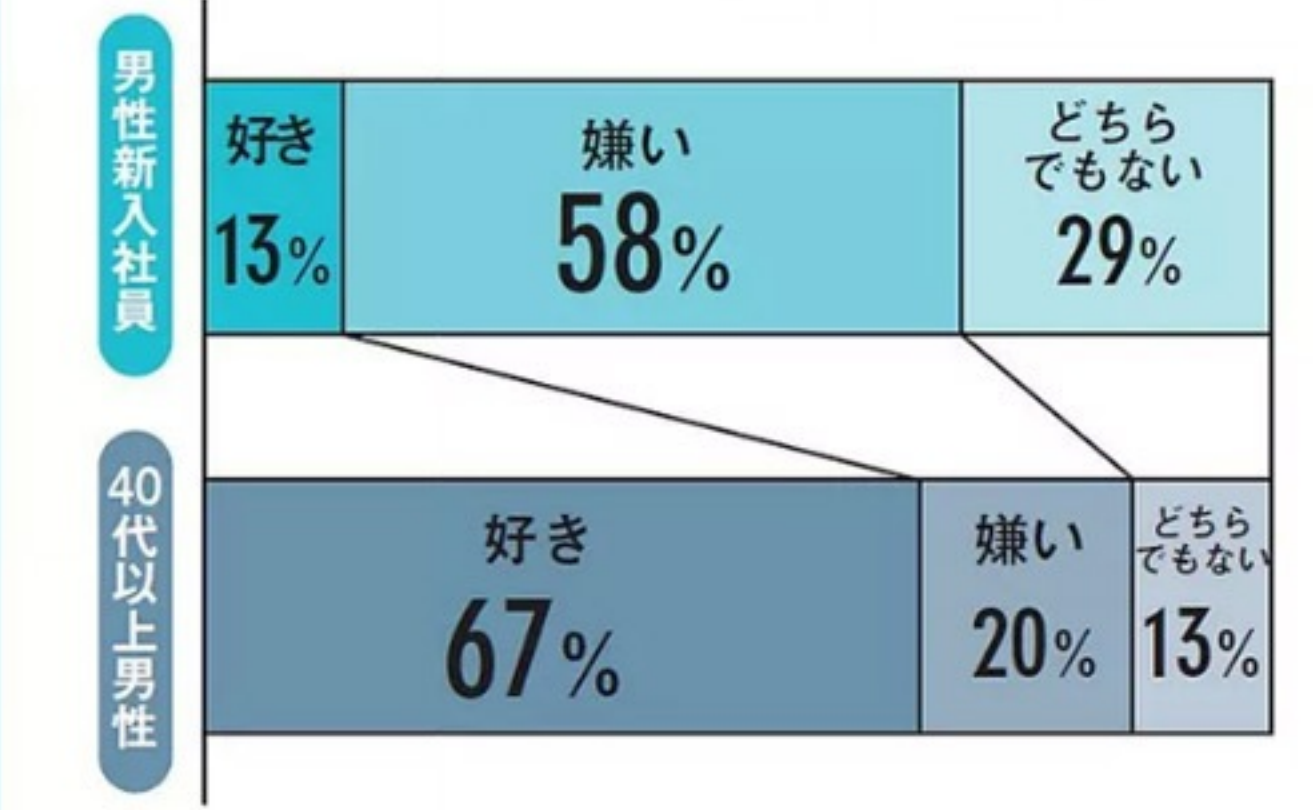 男性新入社員
好き
13%
嫌い
58%
どちら
でもない
29%
40代以上男性
好き
67%
嫌い
20%
どちら
でもない
13%